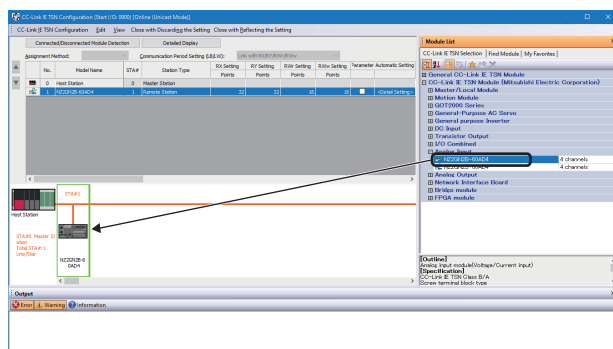 CC-Link IE TSN Configuration (Start I/O: 0000) [Online (Unicast Mode)]
CC-Link IE TSN Configuration Edit View Close with Discarding the Setting Close with Reflecting the Setting
Connected/Disconnected Module Detection Detailed Display
Assignment Method: Communication Period Setting (LB/LW):
RX Setting RY Setting RWr Setting RWw Setting Parameter Automatic Setting
No. Model Name STA# Station Type
Points Points Points Points
0 Host Station 0 Master Station
1 NZ2GN2B-60AD4 1 Remote Station 32 32 16 16 <Detail Setting>
STA#1
Host Station
STA#0 Master St
ation
Total STA#:1
Line/Star
NZ2GN2B-6
0AD4
Module List
CC-Link IE TSN Selection Find Module My Favorites
General CC-Link IE TSN Module
CC-Link IE TSN Module (Mitsubishi Electric Corporation)
Master/Local Module
Motion Module
GOT2000 Series
General-Purpose AC Servo
General purpose Inverter
DC Input
Transistor Output
I/O Combined
Analog Input
NZ2GN2B-60AD4 4 channels
4 channels
Analog Output
Network Interface Board
Bridge module
FPGA module
[Outline]
Analog input module(Voltage/Current input)
[Specification]
CC-Link IE TSN Class B/A
Screw terminal block type
Output
Error Warning Information